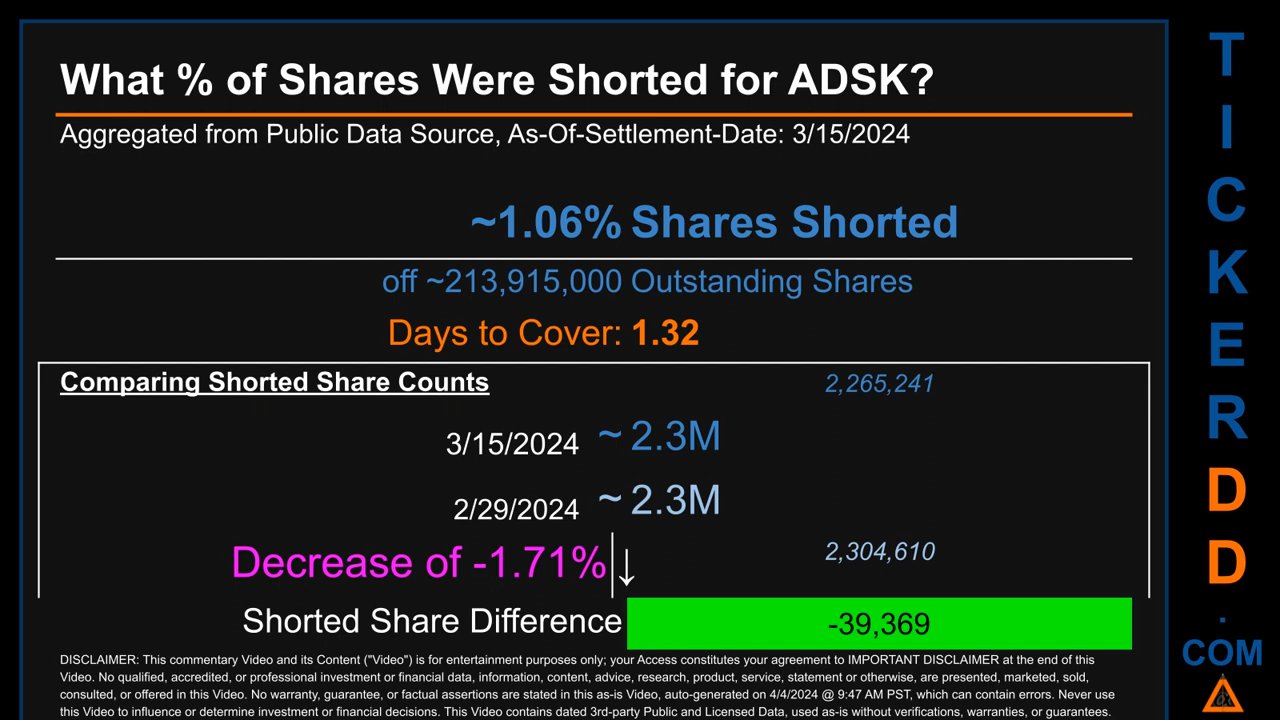 What % of Shares Were Shorted for ADSK?
Aggregated from Public Data Source, As-Of-Settlement-Date: 3/15/2024
~1.06% Shares Shorted
off ~213,915,000 Outstanding Shares
Days to Cover: 1.32
Comparing Shorted Share Counts 2,265,241
3/15/2024 ~ 2.3M
2/29/2024 ~ 2.3M
Decrease of -1.71% ↓ 2,304,610
Shorted Share Difference -39,369
DISCLAIMER: This commentary Video and its Content ("Video") is for entertainment purposes only; your Access constitutes your agreement to IMPORTANT DISCLAIMER at the end of this
Video. No qualified, accredited, or professional investment or financial data, information, content, advice, research, product, service, statement or otherwise, are presented, marketed, sold,
consulted, or offered in this Video. No warranty, guarantee, or factual assertions are stated in this as-is Video, auto-generated on 4/4/2024 @ 9:47 AM PST, which can contain errors. Never use
this Video to influence or determine investment or financial decisions. This Video contains dated 3rd-party Public and Licensed Data, used as-is without verifications, warranties, or guarantees.
T
I
C
K
E
R
D
D
.
COM